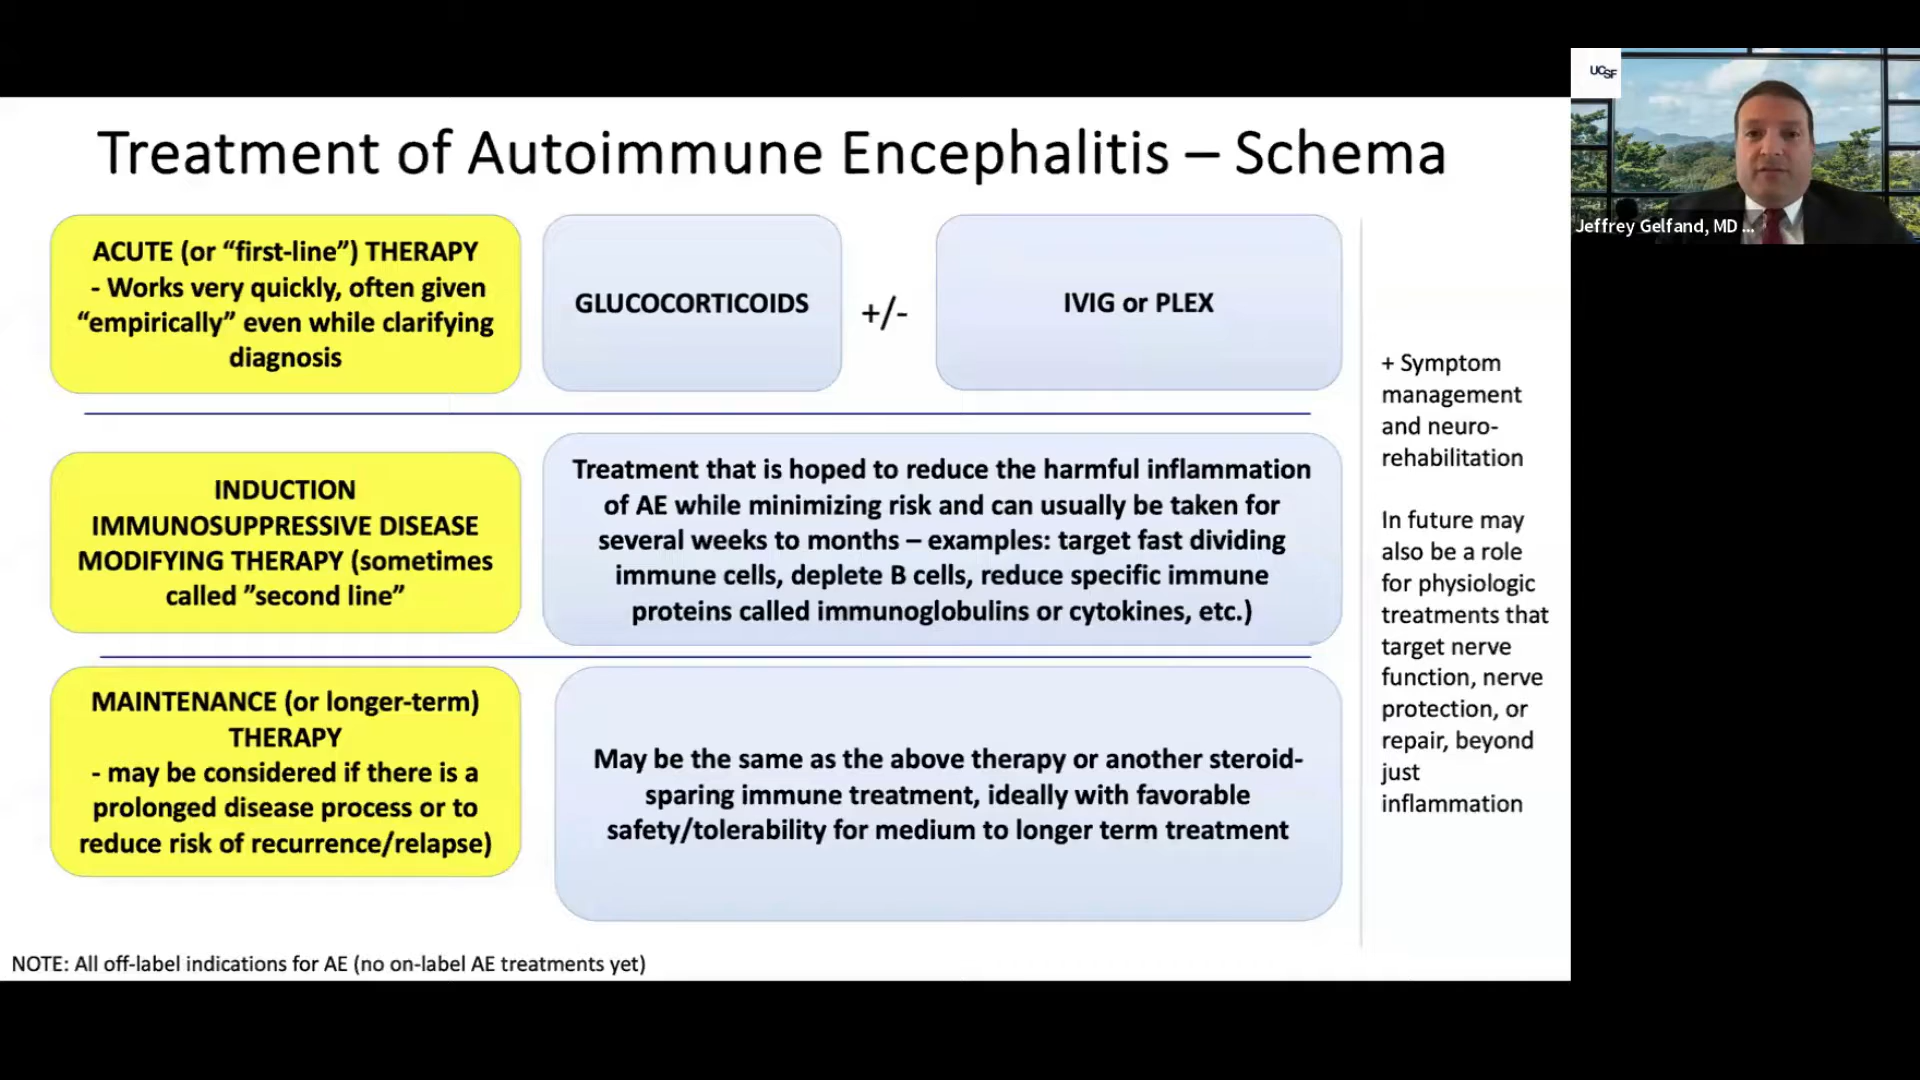 Treatment of Autoimmune Encephalitis – Schema
ACUTE (or “first-line”) THERAPY
- Works very quickly, often given
“empirically” even while clarifying
diagnosis
GLUCOCORTICOIDS
+/-
IVIG or PLEX
INDUCTION
IMMUNOSUPPRESSIVE DISEASE
MODIFYING THERAPY (sometimes
called ”second line”
Treatment that is hoped to reduce the harmful inflammation
of AE while minimizing risk and can usually be taken for
several weeks to months – examples: target fast dividing
immune cells, deplete B cells, reduce specific immune
proteins called immunoglobulins or cytokines, etc.)
MAINTENANCE (or longer-term)
THERAPY
- may be considered if there is a
prolonged disease process or to
reduce risk of recurrence/relapse)
May be the same as the above therapy or another steroid-
sparing immune treatment, ideally with favorable
safety/tolerability for medium to longer term treatment
+ Symptom
management
and neuro-
rehabilitation
In future may
also be a role
for physiologic
treatments that
target nerve
function, nerve
protection, or
repair, beyond
just
inflammation
NOTE: All off-label indications for AE (no on-label AE treatments yet)
UCSF
Jeffrey Gelfand, MD ...